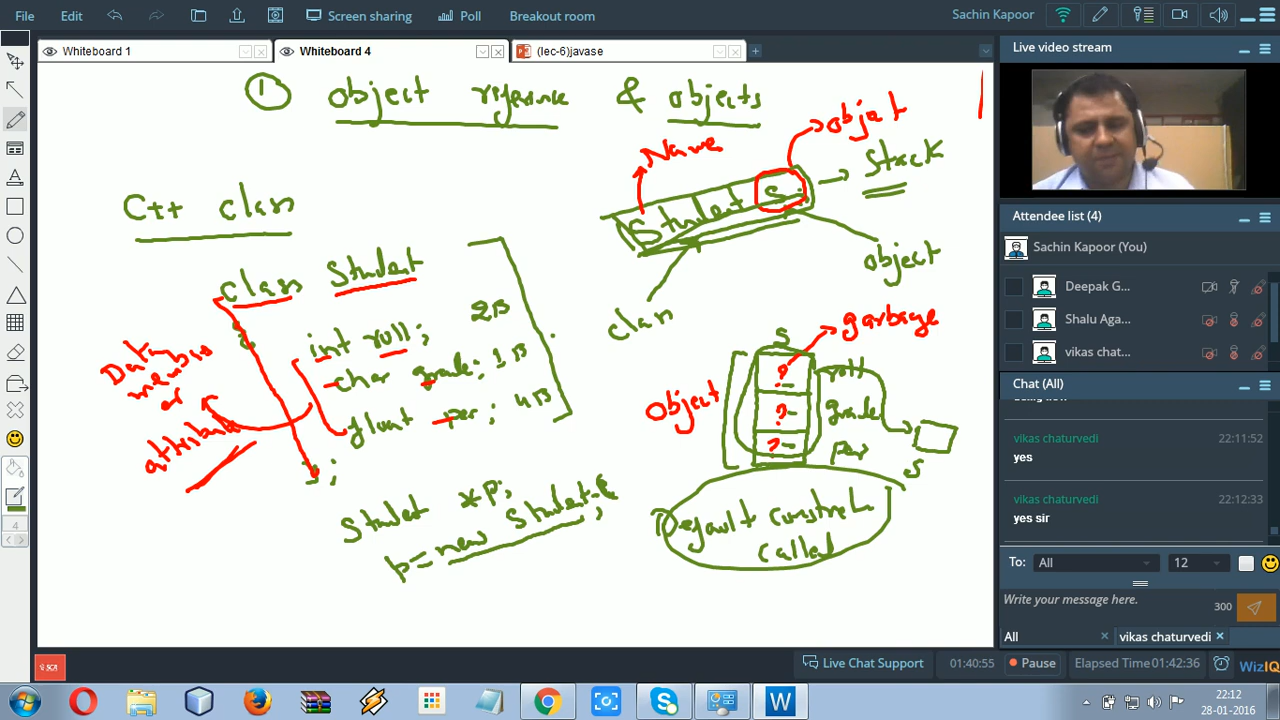 File Edit Screen sharing Poll Breakout room Sachin Kapoor
Whiteboard 1 Whiteboard 4 (lec-6)javase Live video stream
① object reference & objects
object
Name
Student S → Stack
object
class
C++ class
class Student
{
int roll; 2B
char grade; 1B
float per; 4B
};
Data members or
Student *P;
p=new Student
garbage
S
Object
? roll
? grade
? per
S
Default
called
Attendee list (4)
Sachin Kapoor (You)
Deepak G...
Shalu Aga...
vikas chat...
Chat (All)
vikas chaturvedi 22:11:52
yes
vikas chaturvedi 22:12:33
yes sir
To: All 12
Write your message here. 300
All vikas chaturvedi
4
Live Chat Support 01:40:55 Pause Elapsed Time 01:42:36 WizIQ
22:12
28-01-2016